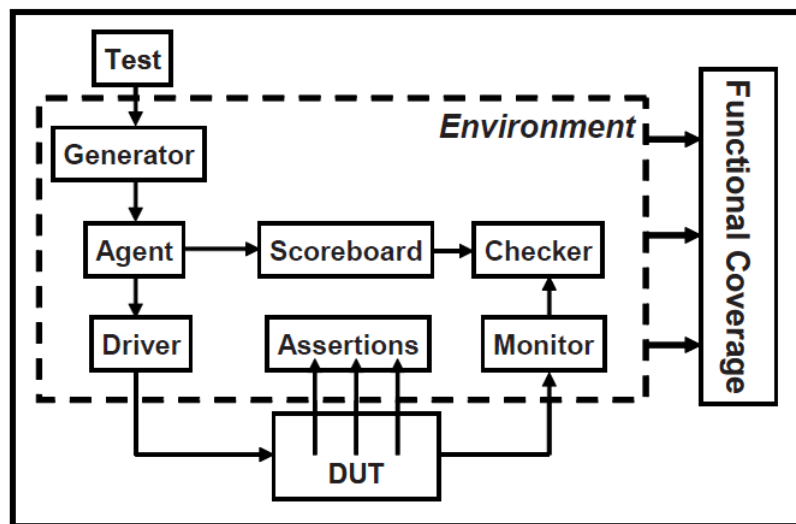 Test
Environment
Generator
Agent
Scoreboard
Checker
Driver
Assertions
Monitor
DUT
Functional Coverage